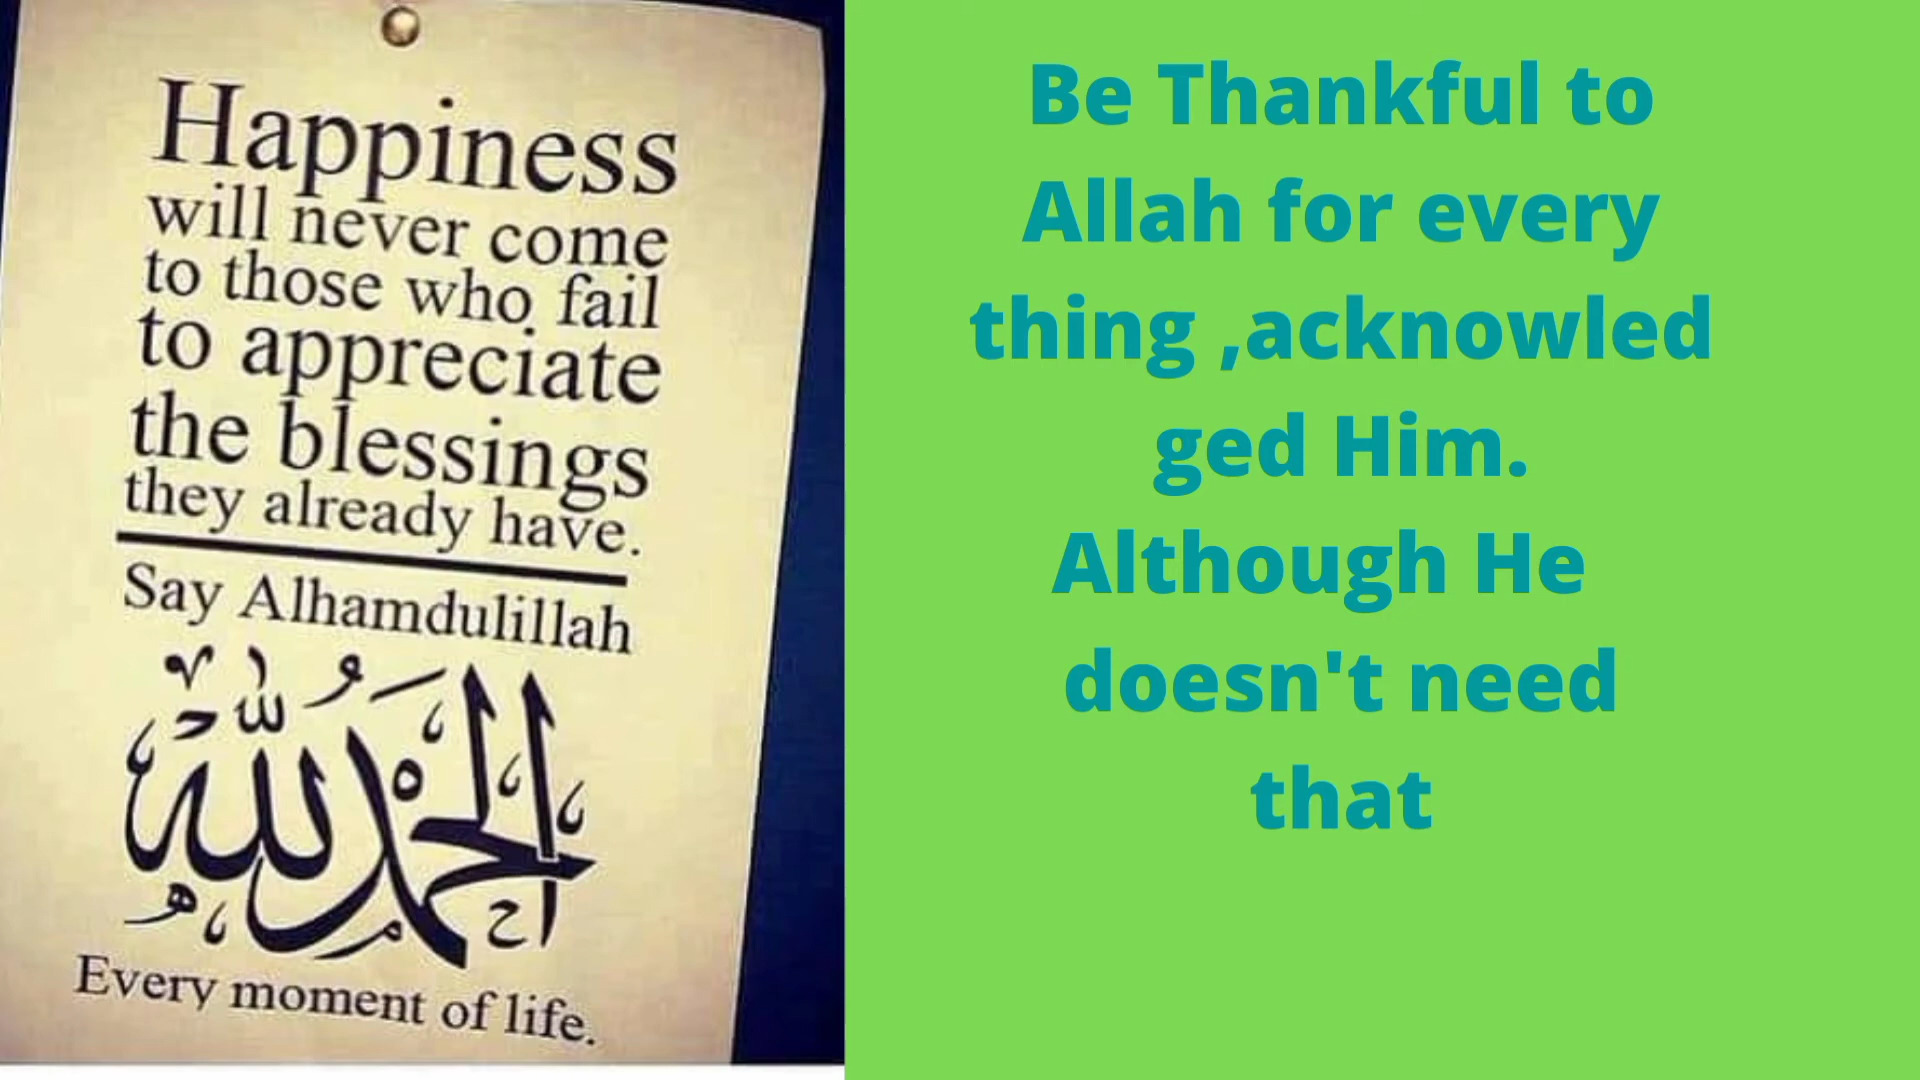 Happiness
will never come
to those who fail
to appreciate
the blessings
they already have.
Say Alhamdulillah
الحمد لله
Every moment of life.
Be Thankful to
Allah for every
thing ,acknowled
ged Him.
Although He
doesn't need
that